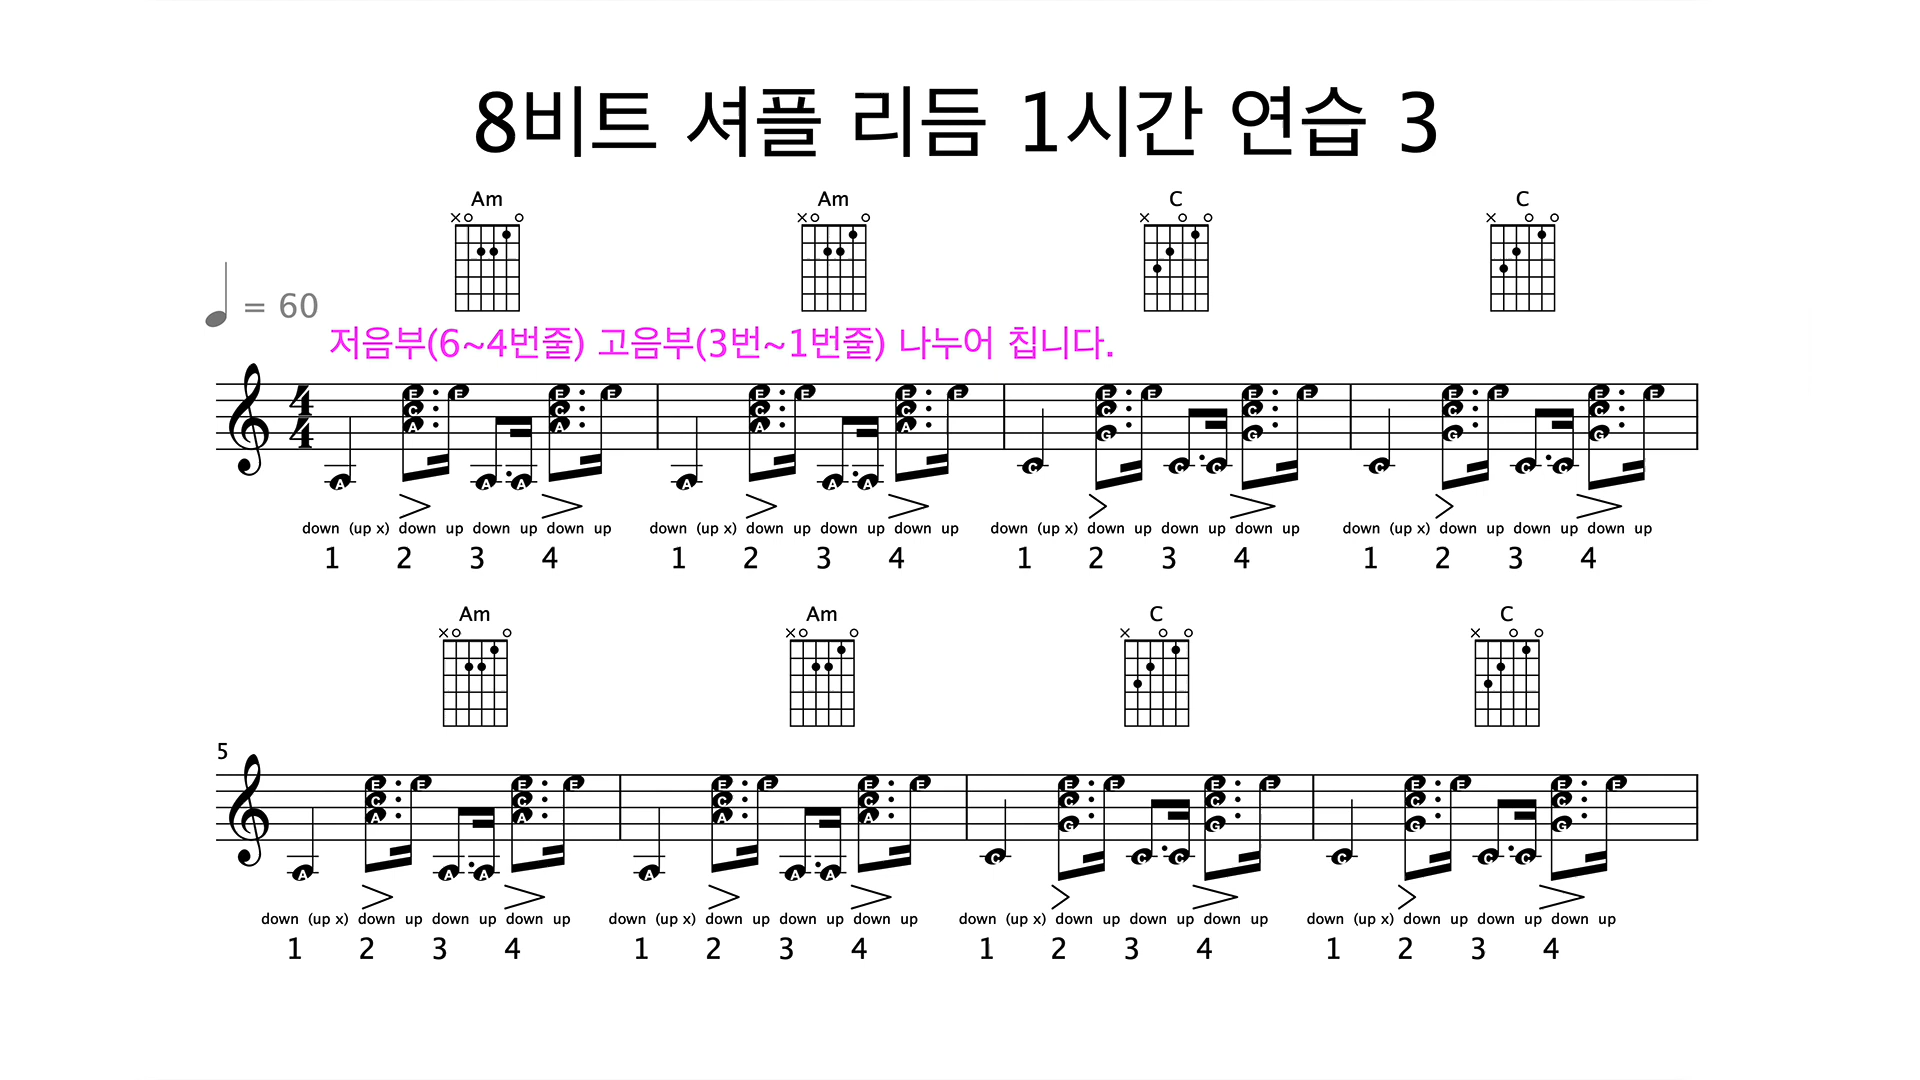 8비트 셔플 리듬 1시간 연습 3
Am Am C C
= 60
저음부(6~4번줄) 고음부(3번~1번줄) 나누어 칩니다.
4
4
E E E E E E E E E E E E E E E E
C C C C C C C C
A A A A G G G G
A A A A A A C C C C C C
down (up x) down up down up down up down (up x) down up down up down up down (up x) down up down up down up down (up x) down up down up down up
1 2 3 4 1 2 3 4 1 2 3 4 1 2 3 4
Am Am C C
5
E E E E E E E E E E E E E E E E
C C C C C C C C
A A A A G G G G
A A A A A A C C C C C C
down (up x) down up down up down up down (up x) down up down up down up down (up x) down up down up down up down (up x) down up down up down up
1 2 3 4 1 2 3 4 1 2 3 4 1 2 3 4